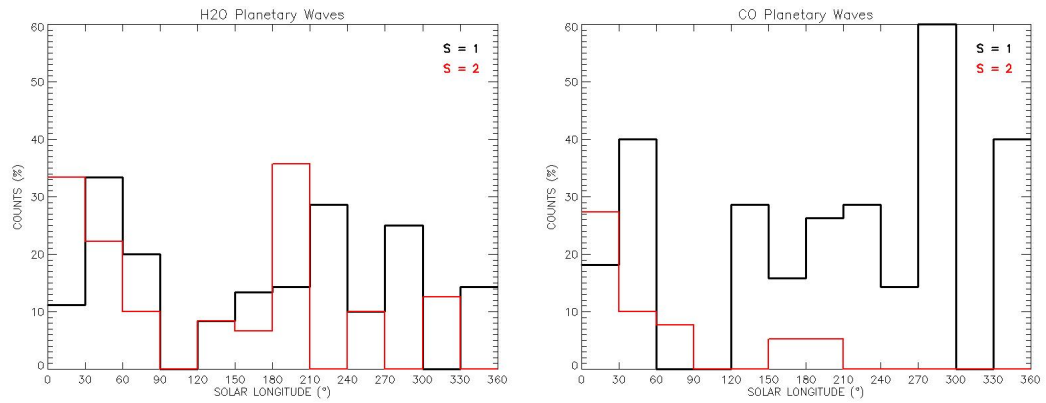 H2O Planetary Waves
S = 1
S = 2
60
50
40
30
20
10
0
COUNTS (%)
0 30 60 90 120 150 180 210 240 270 300 330 360
SOLAR LONGITUDE (°)
CO Planetary Waves
S = 1
S = 2
60
50
40
30
20
10
0
COUNTS (%)
0 30 60 90 120 150 180 210 240 270 300 330 360
SOLAR LONGITUDE (°)